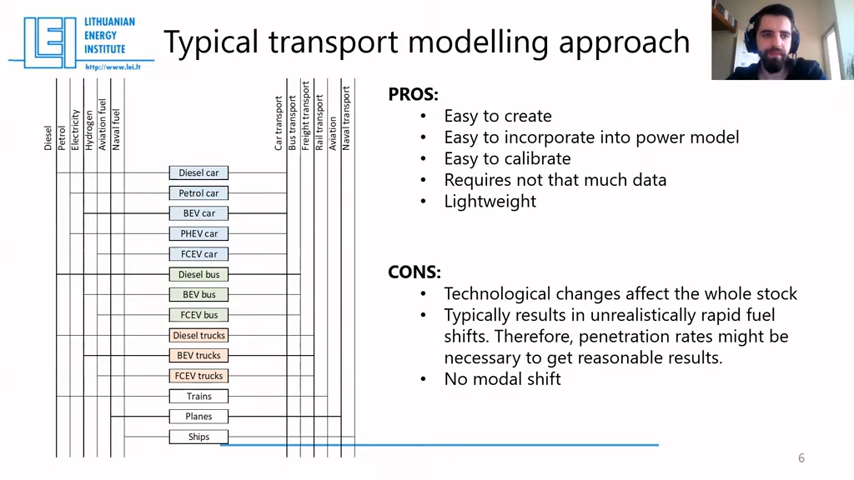 LITHUANIAN
ENERGY
INSTITUTE
http://www.lei.lt
LEI
Typical transport modelling approach
Diesel
Petrol
Electricity
Hydrogen
Aviation fuel
Naval fuel
Car transport
Bus transport
Freight transport
Rail transport
Aviation
Naval transport
Diesel car
Petrol car
BEV car
PHEV car
FCEV car
Diesel bus
BEV bus
FCEV bus
Diesel trucks
BEV trucks
FCEV trucks
Trains
Planes
Ships
PROS:
• Easy to create
• Easy to incorporate into power model
• Easy to calibrate
• Requires not that much data
• Lightweight
CONS:
• Technological changes affect the whole stock
• Typically results in unrealistically rapid fuel
shifts. Therefore, penetration rates might be
necessary to get reasonable results.
• No modal shift
6